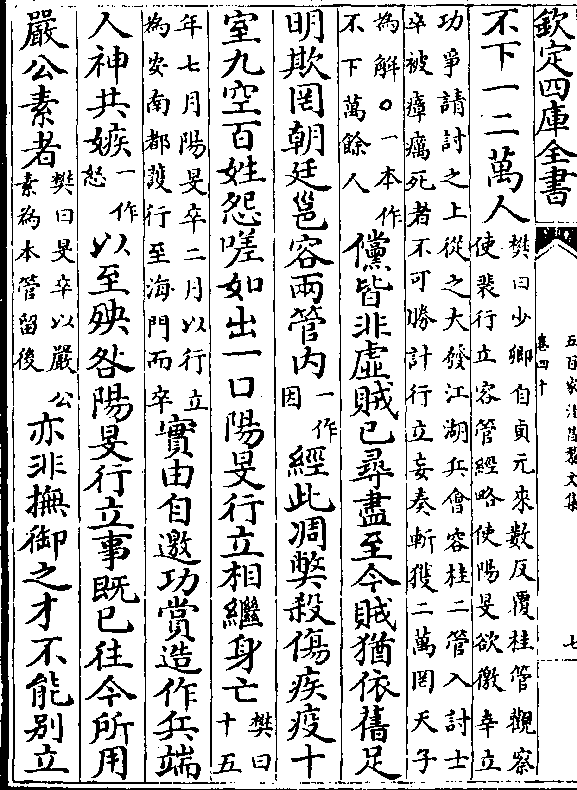 欽定四庫全書
五百家注昌黎文集
卷四十
七
不下一二萬人樊曰少卿自貞元來數反覆桂管觀察使裴行立容管經略使陽旻欲徼幸立
功爭請討之上從之大發江湖兵會容桂二管入討士卒被瘴癘死者不可勝計行立妄奏斬獲二萬罔天子
為解○一本作不下萬餘人儻皆非虛賊已尋盡至今賊猶依舊足
明欺罔朝廷邕容兩管内一作因經此凋弊殺傷疾疫十
室九空百姓怨嗟如出一口陽旻行立相繼身亡樊曰十五
年七月陽旻卒二月以行立為安南都護行至海門而卒實由自邀功賞造作兵端
人神共嫉一作怒以至殃咎陽旻行立事既已往今所用
嚴公素者樊曰旻卒以嚴公素為本管留後亦非撫御之才不能别立